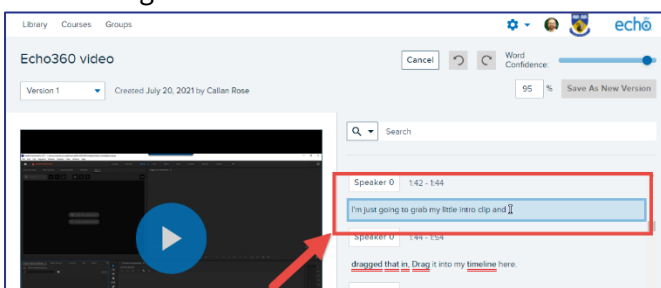 Library Courses Groups
echo
Echo360 video
Cancel
Word Confidence:
Version 1
Created July 20, 2021 by Callan Rose
95 %
Save As New Version
Search
Speaker 0 1:42 - 1:44
I'm just going to grab my little intro clip and
Speaker 0 1:44 - 1:54
dragged that in, Drag it into my timeline here.